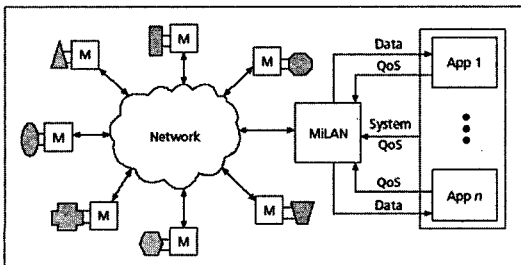 M
M
M
M
M
M
M
Network
MiLAN
Data
QoS
System
QoS
QoS
Data
App 1
App n